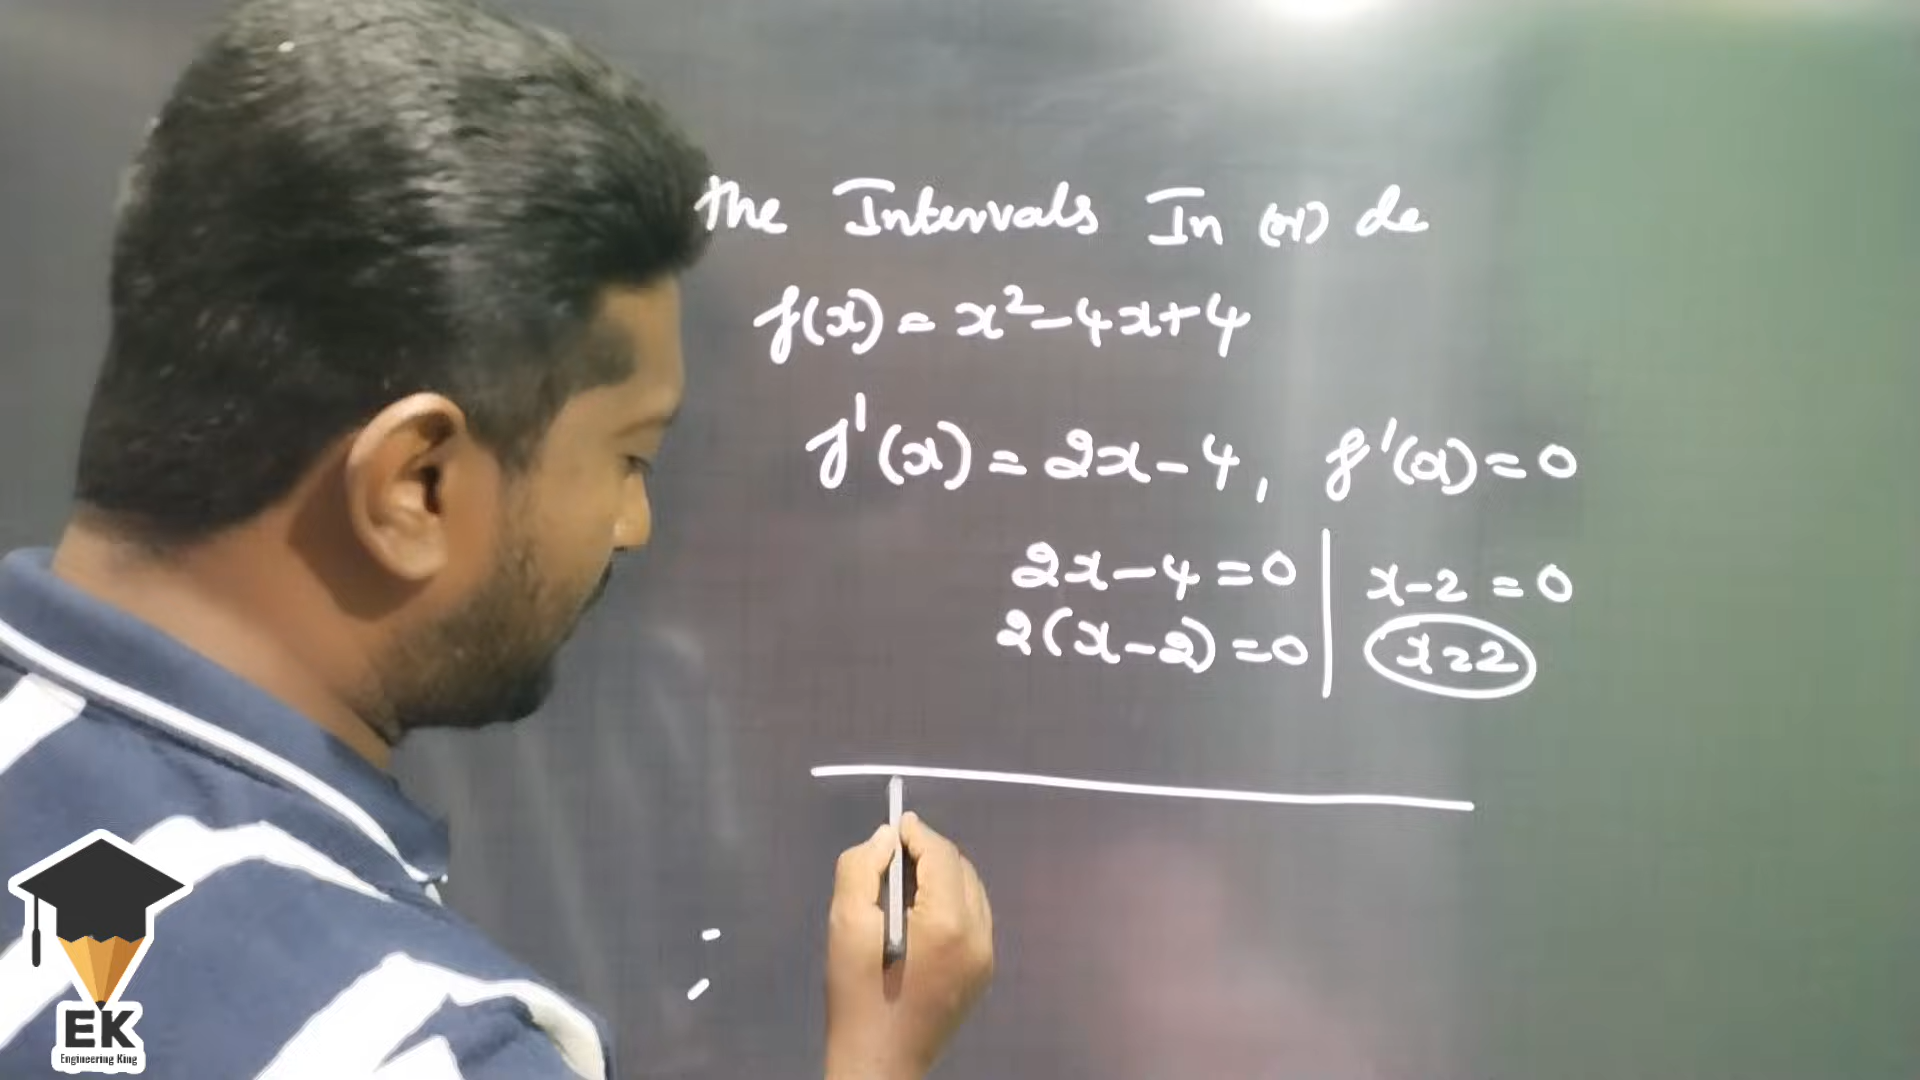 the Intervals In (or) de
f(x) = x²-4x+4
f'(x) = 2x-4, f'(x)=0
2x-4=0
2(x-2)=0
x-2=0
x=2
EK
Engineering King